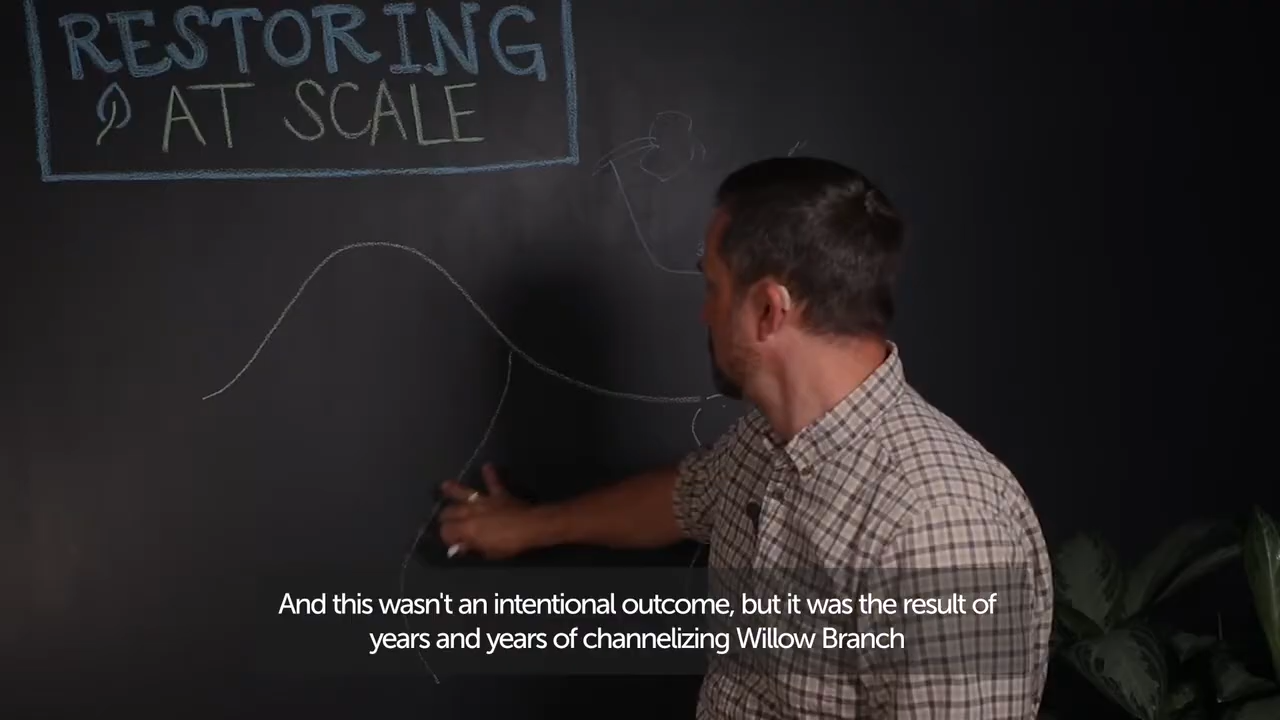 RESTORING
AT SCALE
And this wasn't an intentional outcome, but it was the result of
years and years of channelizing Willow Branch